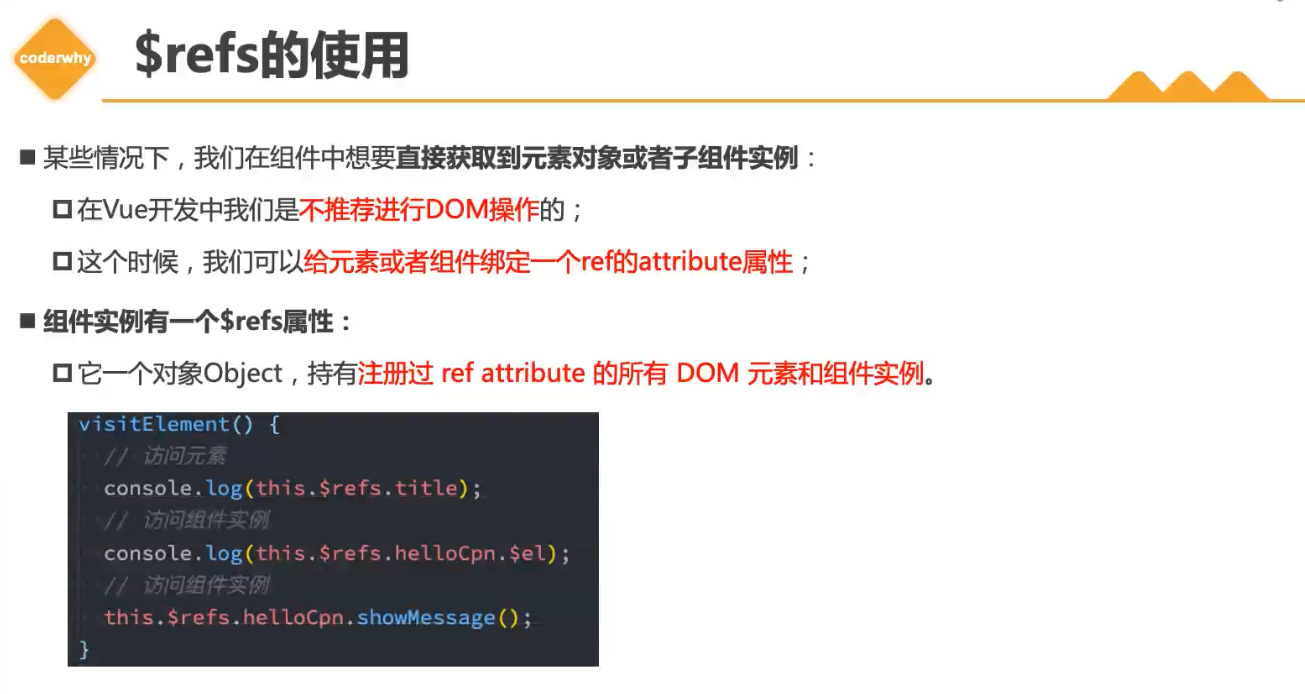 coderwhy
$refs的使用
某些情况下，我们在组件中想要直接获取到元素对象或者子组件实例：
在Vue开发中我们是不推荐进行DOM操作的；
这个时候，我们可以给元素或者组件绑定一个ref的attribute属性；
组件实例有一个$refs属性：
它一个对象Object，持有注册过 ref attribute 的所有 DOM 元素和组件实例。
visitElement() {
// 访问元素
console.log(this.$refs.title);
// 访问组件实例
console.log(this.$refs.helloCpn.$el);
// 访问组件实例
this.$refs.helloCpn.showMessage();
}